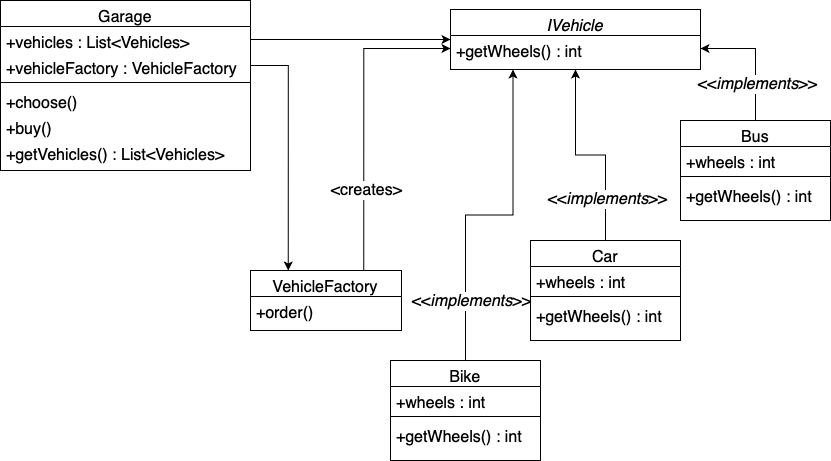 Garage
+vehicles : List<Vehicles>
+vehicleFactory : VehicleFactory
+choose()
+buy()
+getVehicles() : List<Vehicles>
IVehicle
+getWheels() : int
<<implements>>
Bus
+wheels : int
+getWheels() : int
<creates>
<<implements>>
Car
+wheels : int
+getWheels() : int
VehicleFactory
+order()
<<implements>>
Bike
+wheels : int
+getWheels() : int